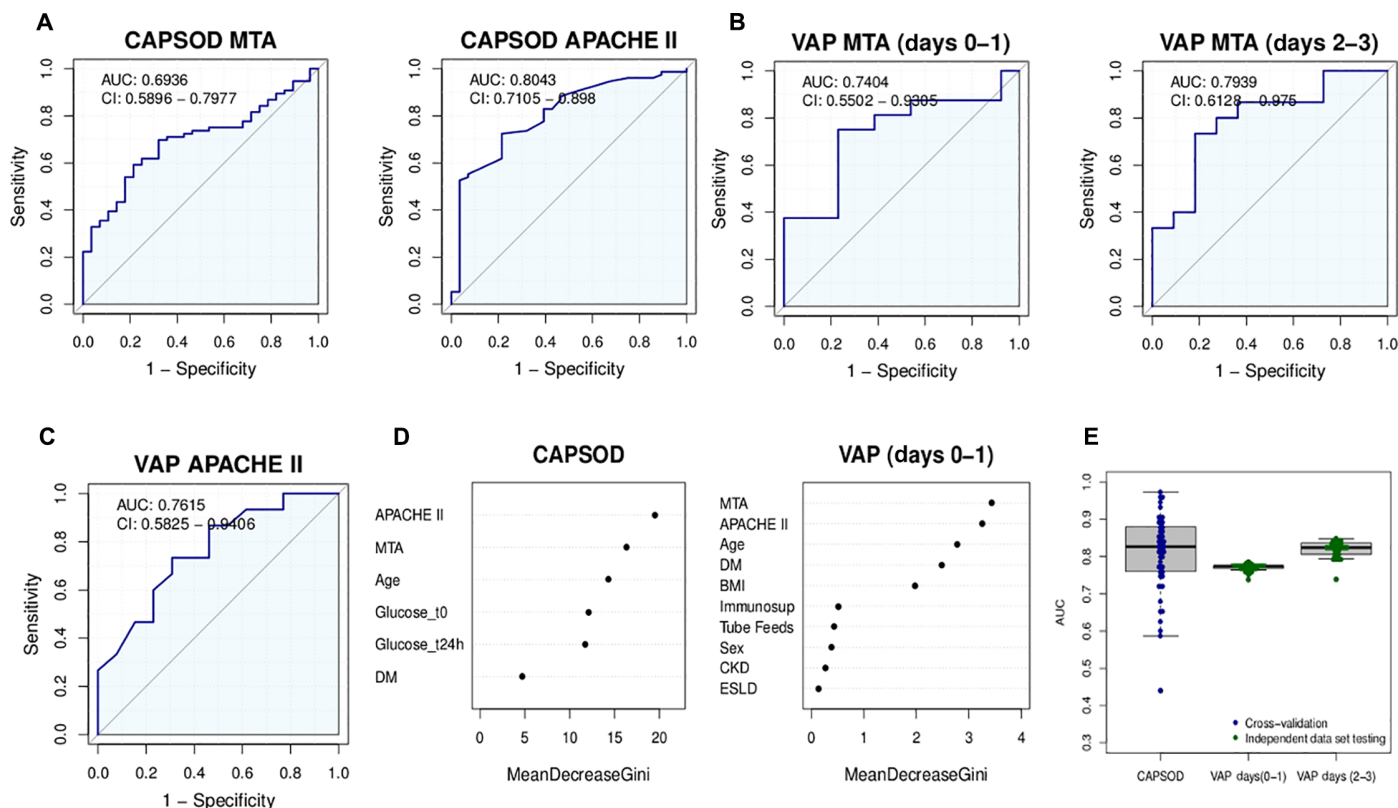 A
CAPSOD MTA
AUC: 0.6936
CI: 0.5896 – 0.7977
Sensitivity
1.0
0.8
0.6
0.4
0.2
0.0
0.0 0.2 0.4 0.6 0.8 1.0
1 – Specificity
CAPSOD APACHE II
AUC: 0.8043
CI: 0.7105 – 0.898
Sensitivity
1.0
0.8
0.6
0.4
0.2
0.0
0.0 0.2 0.4 0.6 0.8 1.0
1 – Specificity
B
VAP MTA (days 0–1)
AUC: 0.7404
CI: 0.5502 – 0.9305
Sensitivity
1.0
0.8
0.6
0.4
0.2
0.0
0.0 0.2 0.4 0.6 0.8 1.0
1 – Specificity
VAP MTA (days 2–3)
AUC: 0.7939
CI: 0.6128 – 0.975
Sensitivity
1.0
0.8
0.6
0.4
0.2
0.0
0.0 0.2 0.4 0.6 0.8 1.0
1 – Specificity
C
VAP APACHE II
AUC: 0.7615
CI: 0.5825 – 0.9406
Sensitivity
1.0
0.8
0.6
0.4
0.2
0.0
0.0 0.2 0.4 0.6 0.8 1.0
1 – Specificity
D
CAPSOD
APACHE II
MTA
Age
Glucose_t0
Glucose_t24h
DM
0 5 10 15 20
MeanDecreaseGini
VAP (days 0–1)
MTA
APACHE II
Age
DM
BMI
Immunosup
Tube Feeds
Sex
CKD
ESLD
0 1 2 3 4
MeanDecreaseGini
E
AUC
1.0
0.9
0.8
0.7
0.6
0.5
0.4
0.3
Cross–validation
Independent data set testing
CAPSOD VAP days(0–1) VAP days (2–3)